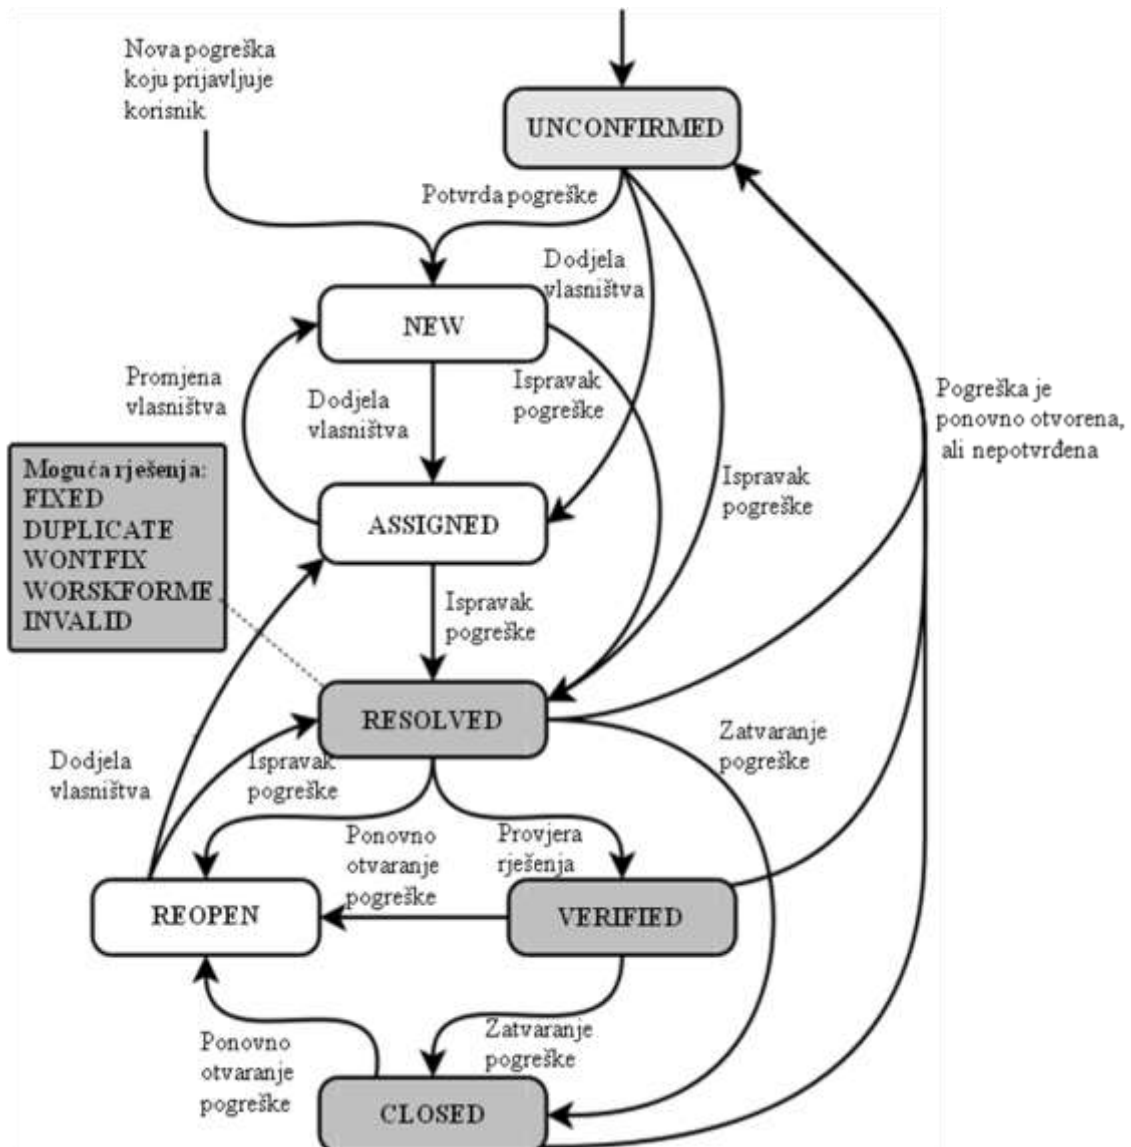 Nova pogreška
koju prijavljuje
korisnik
UNCONFIRMED
Potvrda pogreške
Dodjela
vlasništva
NEW
Promjena
vlasništva
Dodjela
vlasništva
Ispravak
pogreške
Pogreška je
ponovno otvorena,
ali nepotvrđena
Moguća rješenja:
FIXED
DUPLICATE
WONTFIX
WORSKFORME
INVALID
ASSIGNED
Ispravak
pogreške
Ispravak
pogreške
RESOLVED
Dodjela
vlasništva
Ispravak
pogreške
Zatvaranje
pogreške
Ponovno
otvaranje
pogreške
Provjera
rješenja
REOPEN
VERIFIED
Ponovno
otvaranje
pogreške
Zatvaranje
pogreške
CLOSED